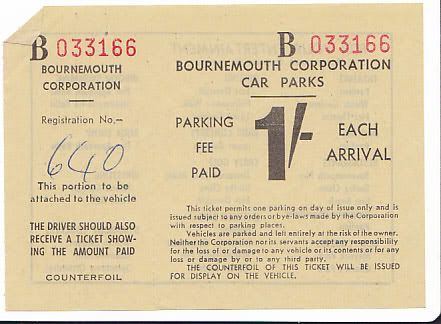 B 033166
BOURNEMOUTH
CORPORATION
Registration No,—
640
This portion to be
attached to the vehicle
THE DRIVER SHOULD ALSO
RECEIVE A TICKET SHOW-
ING THE AMOUNT PAID
COUNTERFOIL
B 033166
BOURNEMOUTH CORPORATION
CAR PARKS
PARKING
FEE
PAID
1/-
EACH
ARRIVAL
This ticket permits one parking on day of issue only and is
issued subject to any orders or bye-laws made by the Corporation
with respect to parking places.
Vehicles are parked and left entirely at the risk of the owner.
Neither the Corporation nor its servants accept any responsibility
for the loss of or damage to any vehicle or its contents or for any
loss or damage by or to any third party.
THE COUNTERFOIL OF THIS TICKET WILL BE ISSUED
FOR DISPLAY ON THE VEHICLE.